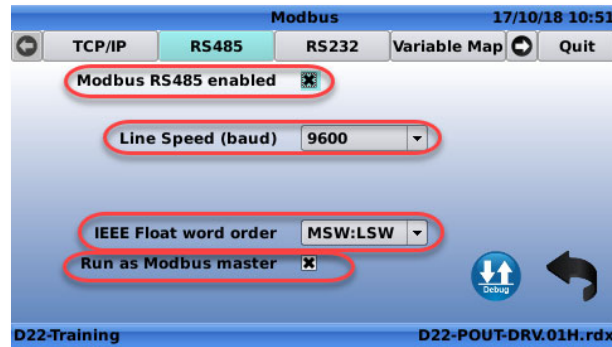 Modbus 17/10/18 10:51
TCP/IP RS485 RS232 Variable Map Quit
Modbus RS485 enabled
Line Speed (baud) 9600
IEEE Float word order MSW:LSW
Run as Modbus master
Debug
D22-Training D22-POUT-DRV.01H.rdx